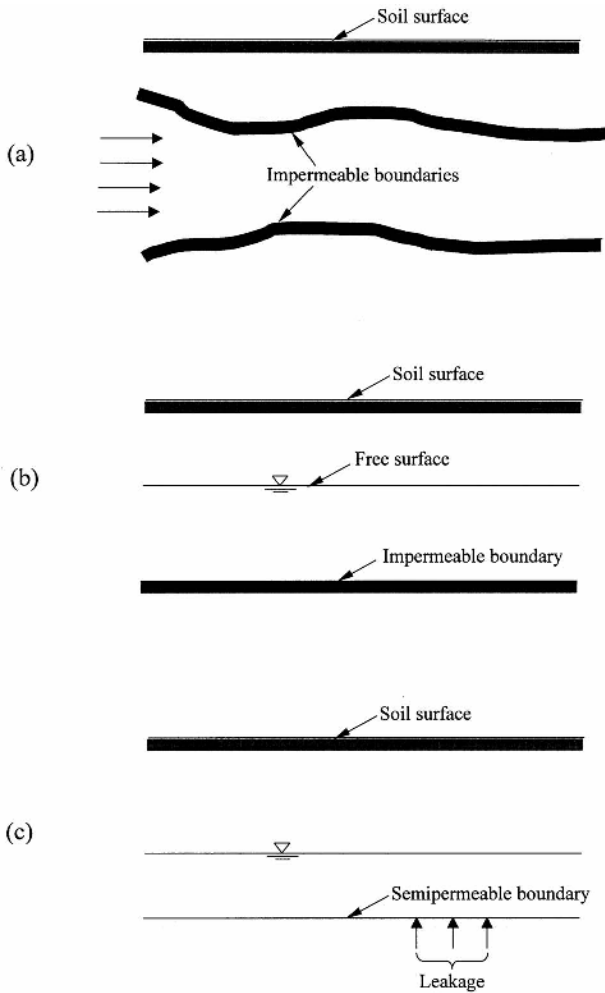 Soil surface
(a)
Impermeable boundaries
Soil surface
Free surface
(b)
Impermeable boundary
Soil surface
(c)
Semipermeable boundary
Leakage